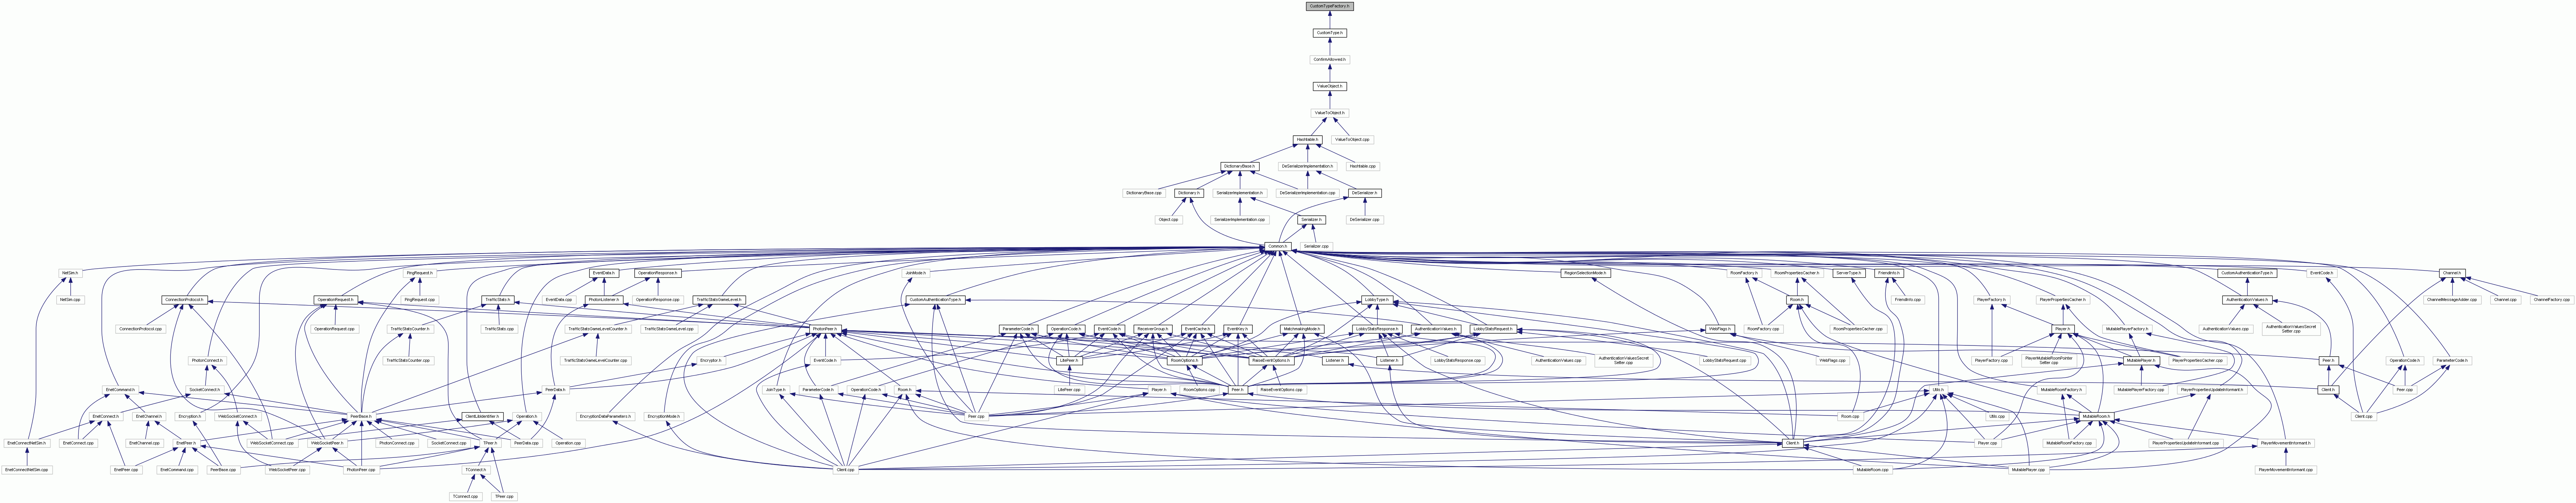 CustomTypeFactory.h
CustomType.h
ConfirmAllowed.h
ValueObject.h
ValueToObject.h
HashTable.h
ValueToObject.cpp
DictionaryBase.h
DeSerializerImplementation.h
HashTable.cpp
DictionaryBase.cpp
Dictionary.h
SerializerImplementation.h
DeSerializerImplementation.cpp
DeSerializer.h
Object.cpp
SerializerImplementation.cpp
Serializer.h
DeSerializer.cpp
Common.h
Serializer.cpp
NetSim.h
PingRequest.h
EventData.h
OperationResponse.h
JoinMode.h
RegionSelectionMode.h
RoomFactory.h
RoomPropertiesCacher.h
ServerType.h
FriendInfo.h
CustomAuthenticationType.h
EventCode.h
Channel.h
NetSim.cpp
ConnectionProtocol.h
OperationRequest.h
PingRequest.cpp
TrafficStats.h
EventData.cpp
PhotonListener.h
OperationResponse.cpp
TrafficStatsGameLevel.h
CustomAuthenticationType.h
LobbyType.h
Room.h
FriendInfo.cpp
PlayerFactory.h
PlayerPropertiesCacher.h
AuthenticationValues.h
ChannelMessageAdder.cpp
Channel.cpp
ChannelFactory.cpp
ConnectionProtocol.cpp
OperationRequest.cpp
TrafficStatsCounter.h
TrafficStats.cpp
TrafficStatsGameLevelCounter.h
TrafficStatsGameLevel.cpp
PhotonPeer.h
ParameterCode.h
OperationCode.h
EventCode.h
ReceiverGroup.h
EventCache.h
EventKey.h
MatchmakingMode.h
LobbyStatsResponse.h
AuthenticationValues.h
LobbyStatsRequest.h
WebFlags.h
RoomFactory.cpp
RoomPropertiesCacher.cpp
Player.h
MutablePlayerFactory.h
AuthenticationValues.cpp
AuthenticationValuesSecret
Setter.cpp
PhotonConnect.h
TrafficStatsCounter.cpp
TrafficStatsGameLevelCounter.cpp
Encryptor.h
EventCode.h
LitePeer.h
RoomOptions.h
RaiseEventOptions.h
Listener.h
Listener.h
LobbyStatsResponse.cpp
AuthenticationValues.cpp
AuthenticationValuesSecret
Setter.cpp
LobbyStatsRequest.cpp
WebFlags.cpp
PlayerFactory.cpp
PlayerMutableRoomPointer
Setter.cpp
MutablePlayer.h
PlayerPropertiesCacher.cpp
Peer.h
OperationCode.h
ParameterCode.h
EnetCommand.h
SocketConnect.h
PeerData.h
JoinType.h
ParameterCode.h
OperationCode.h
Room.h
LitePeer.cpp
Player.h
RoomOptions.cpp
Peer.h
RaiseEventOptions.cpp
Utils.h
MutableRoomFactory.h
MutablePlayerFactory.cpp
PlayerPropertiesUpdateInformant.h
Client.h
Peer.cpp
EnetConnect.h
EnetChannel.h
Encryption.h
WebSocketConnect.h
PeerBase.h
ClientLibIdentifier.h
Operation.h
EncryptionDataParameters.h
EncryptionMode.h
Peer.cpp
Room.cpp
Utils.cpp
MutableRoom.h
Client.cpp
EnetConnectNetSim.h
EnetConnect.cpp
EnetChannel.cpp
EnetPeer.h
WebSocketConnect.cpp
WebSocketPeer.h
PhotonConnect.cpp
SocketConnect.cpp
TPeer.h
PeerData.cpp
Operation.cpp
Client.h
Player.cpp
MutableRoomFactory.cpp
PlayerPropertiesUpdateInformant.cpp
PlayerMovementInformant.h
EnetConnectNetSim.cpp
EnetPeer.cpp
EnetCommand.cpp
PeerBase.cpp
WebSocketPeer.cpp
PhotonPeer.cpp
TConnect.h
Client.cpp
MutableRoom.cpp
MutablePlayer.cpp
PlayerMovementInformant.cpp
TConnect.cpp
TPeer.cpp